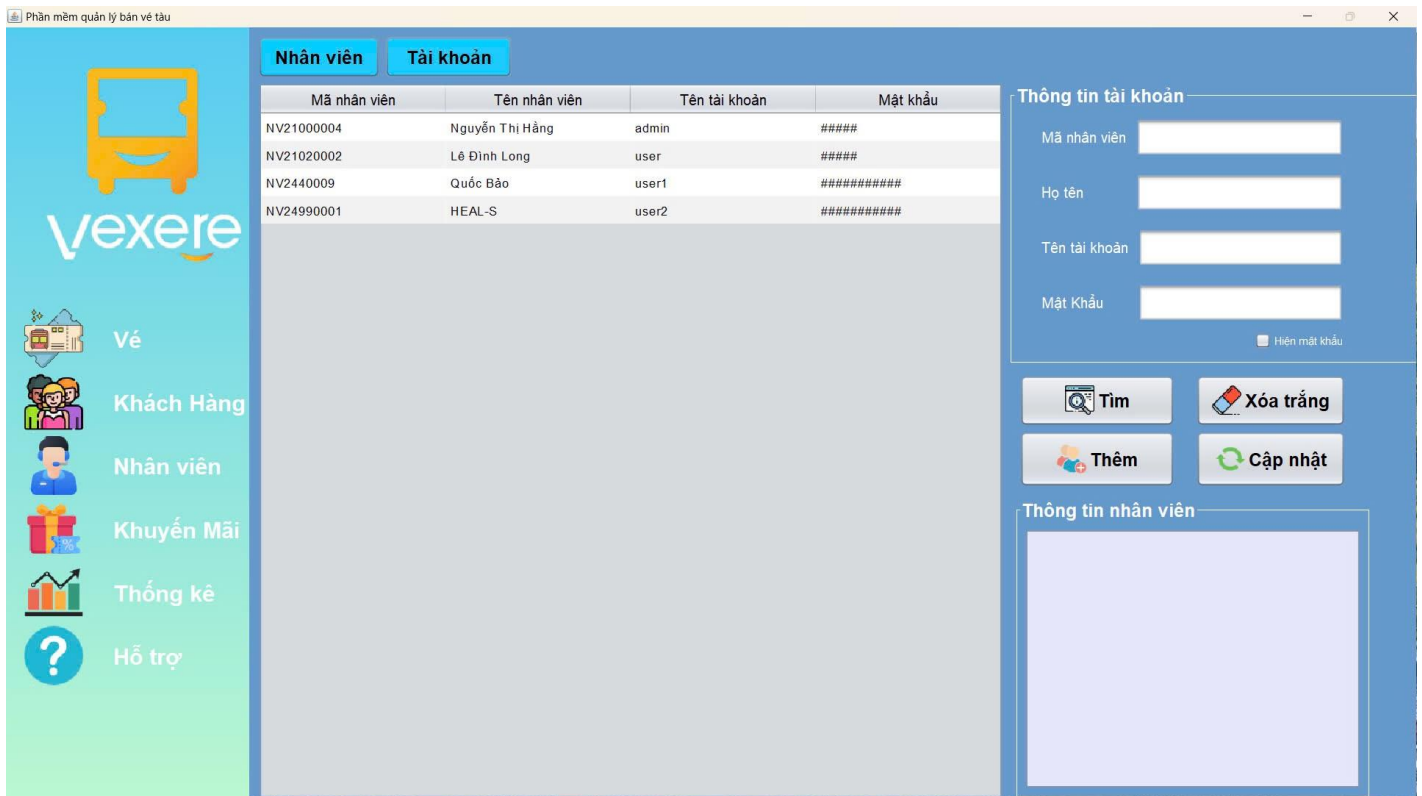 Phần mềm quản lý bán vé tàu
vexere
Vé
Khách Hàng
Nhân viên
Khuyến Mãi
%
Thống kê
?
Hỗ trợ
Nhân viên Tài khoản
Mã nhân viên Tên nhân viên Tên tài khoản Mật khẩu
NV21000004 Nguyễn Thị Hằng admin #####
NV21020002 Lê Đình Long user #####
NV2440009 Quốc Bảo user1 ###########
NV24990001 HEAL-S user2 ###########
Thông tin tài khoản
Mã nhân viên
Họ tên
Tên tài khoản
Mật Khẩu
Hiện mật khẩu
Tìm Xóa trắng
Thêm Cập nhật
Thông tin nhân viên